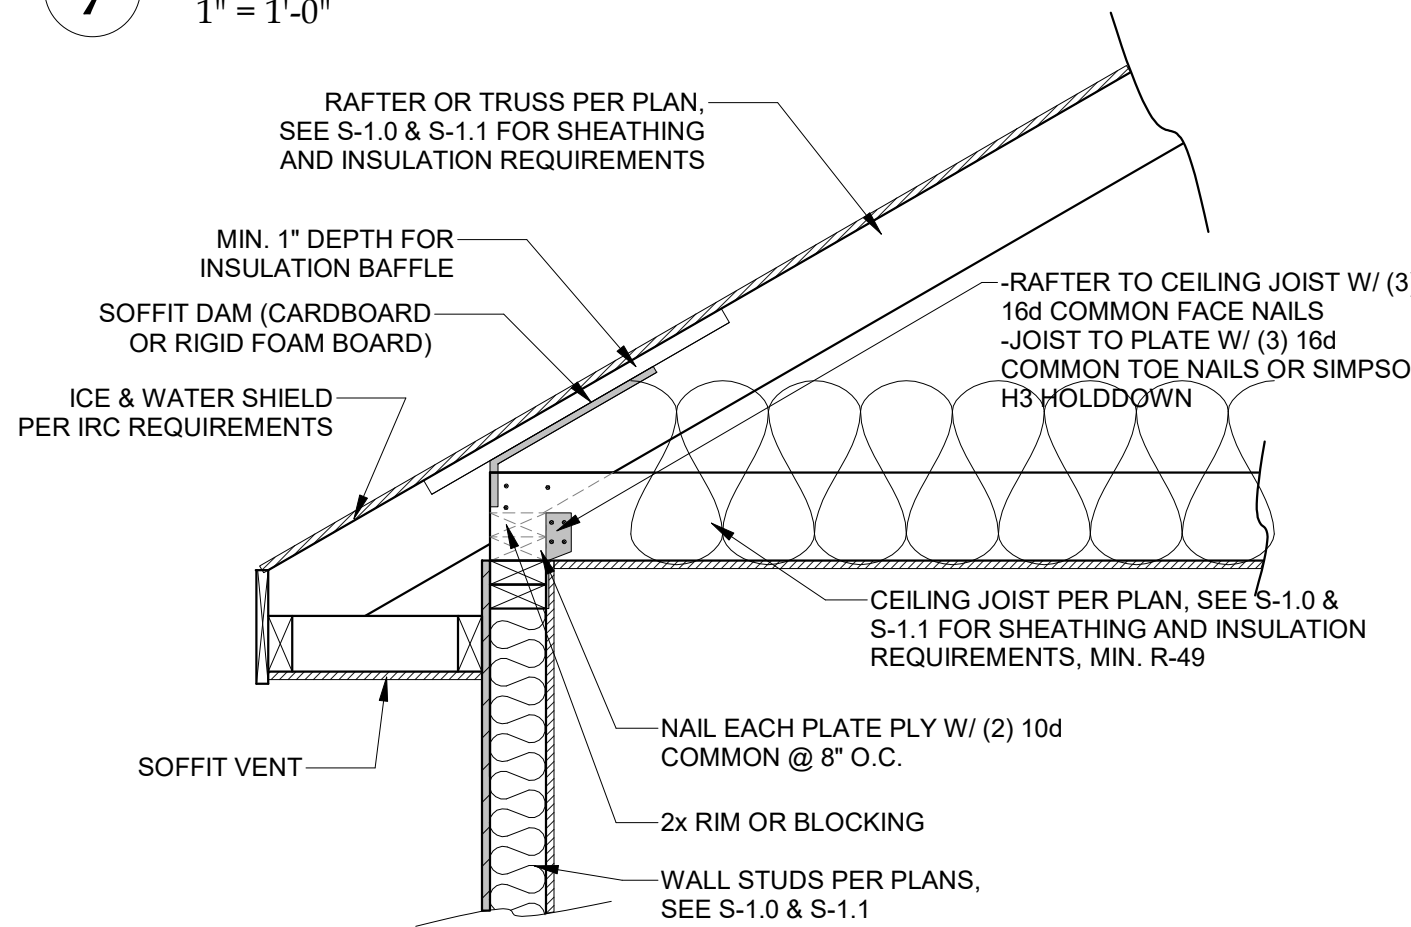 1" = 1'-0"
RAFTER OR TRUSS PER PLAN,
SEE S-1.0 & S-1.1 FOR SHEATHING
AND INSULATION REQUIREMENTS
MIN. 1" DEPTH FOR
INSULATION BAFFLE
SOFFIT DAM (CARDBOARD
OR RIGID FOAM BOARD)
ICE & WATER SHIELD
PER IRC REQUIREMENTS
-RAFTER TO CEILING JOIST W/ (3
16d COMMON FACE NAILS
-JOIST TO PLATE W/ (3) 16d
COMMON TOE NAILS OR SIMPSO
H3 HOLDDOWN
CEILING JOIST PER PLAN, SEE S-1.0 &
S-1.1 FOR SHEATHING AND INSULATION
REQUIREMENTS, MIN. R-49
NAIL EACH PLATE PLY W/ (2) 10d
COMMON @ 8" O.C.
SOFFIT VENT
2x RIM OR BLOCKING
WALL STUDS PER PLANS,
SEE S-1.0 & S-1.1